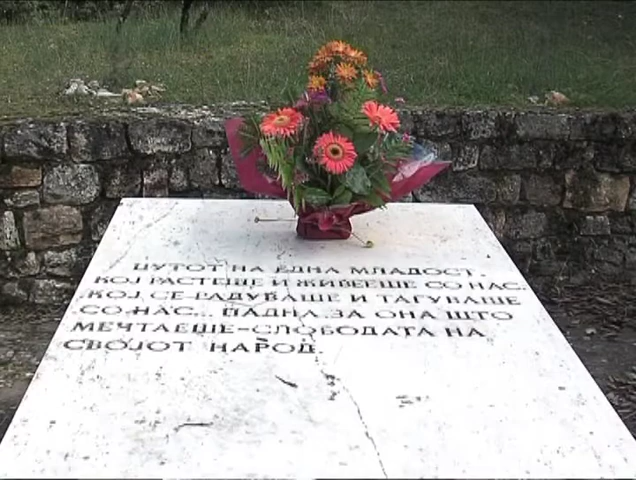 ЦУТОТ НА ЕДНА МЛАДОСТ.
КОЈ РАСТЕШЕ И ЖИВЕЕШЕ СО НАС.
КОЈ СЕ РАДУВАШЕ И ТАГУВАШЕ
СО НАС... ПАДНА ЗА ОНА ШТО
МЕЧТАЕШЕ-СЛОБОДАТА НА
СВОЈОТ НАРОД.